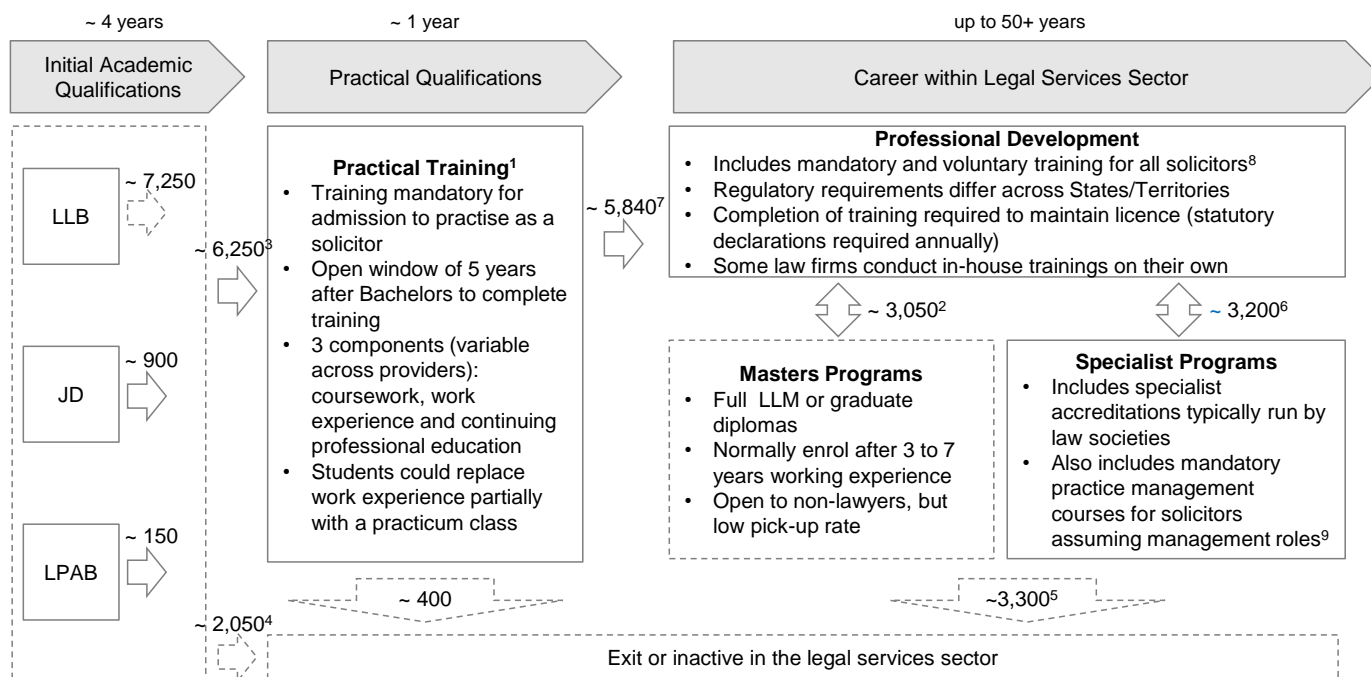 ~ 4 years
~ 1 year
up to 50+ years
Initial Academic
Qualifications
Practical Qualifications
Career within Legal Services Sector
LLB
~ 7,250
JD
~ 900
LPAB
~ 150
~ 6,250³
~ 2,050⁴
Practical Training¹
• Training mandatory for
admission to practise as a
solicitor
• Open window of 5 years
after Bachelors to complete
training
• 3 components (variable
across providers):
coursework, work
experience and continuing
professional education
• Students could replace
work experience partially
with a practicum class
~ 400
~ 5,840⁷
Professional Development
• Includes mandatory and voluntary training for all solicitors⁸
• Regulatory requirements differ across States/Territories
• Completion of training required to maintain licence (statutory
declarations required annually)
• Some law firms conduct in-house trainings on their own
~ 3,050²
~ 3,200⁶
Masters Programs
• Full LLM or graduate
diplomas
• Normally enrol after 3 to 7
years working experience
• Open to non-lawyers, but
low pick-up rate
Specialist Programs
• Includes specialist
accreditations typically run by
law societies
• Also includes mandatory
practice management
courses for solicitors
assuming management roles⁹
~3,300⁵
Exit or inactive in the legal services sector